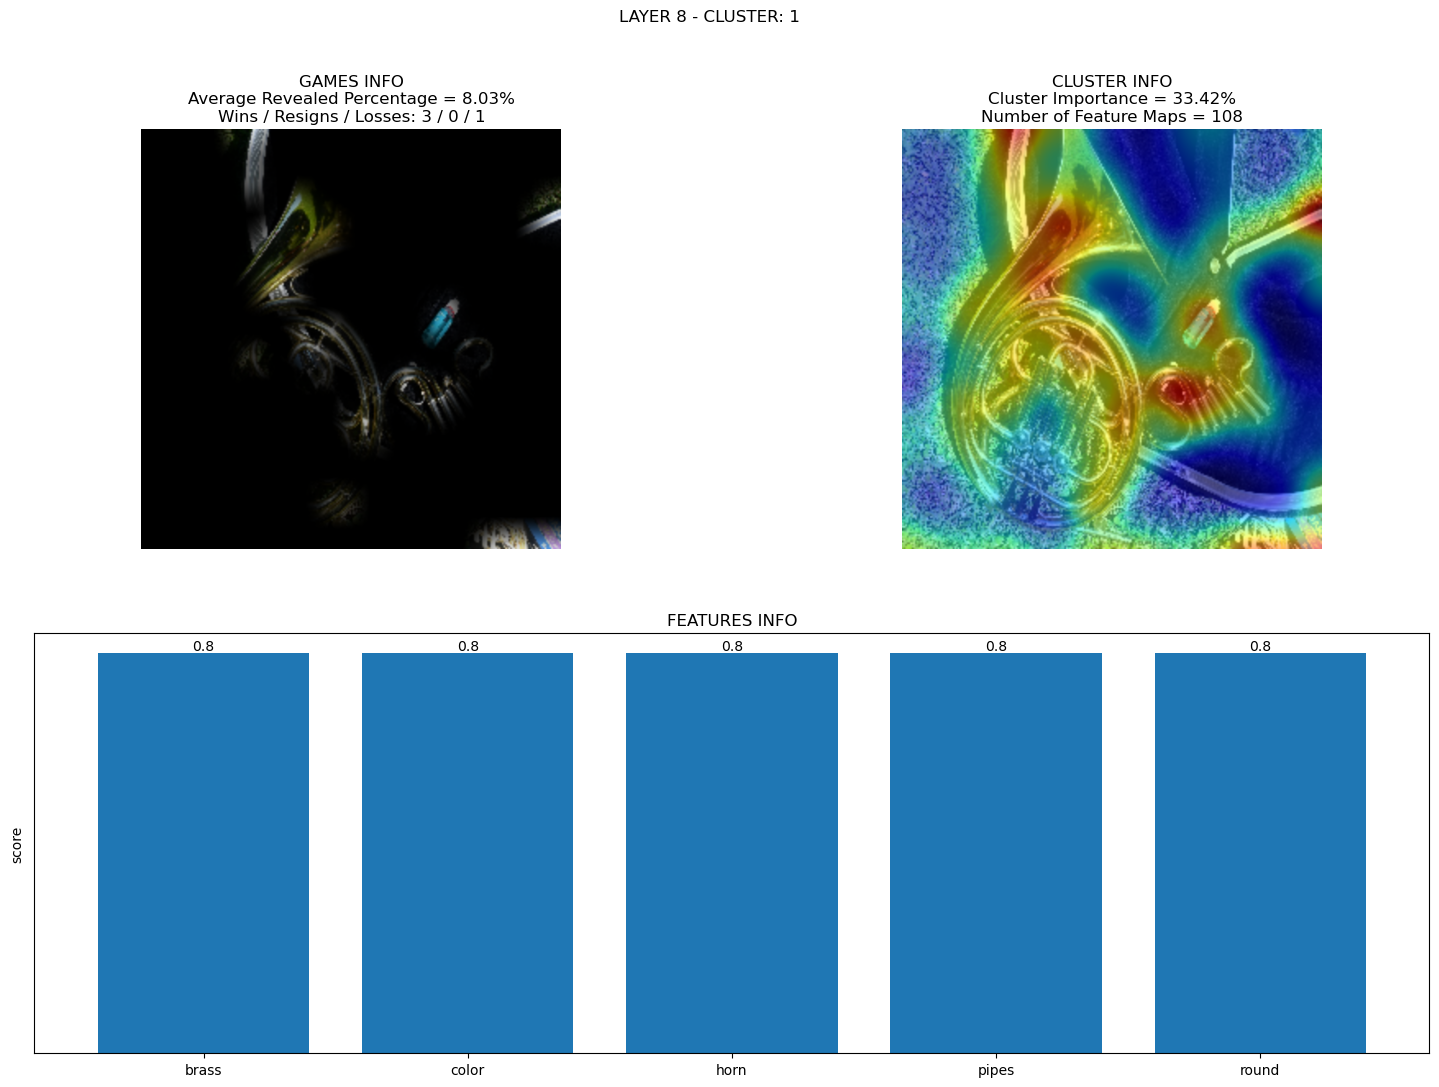 LAYER 8 - CLUSTER: 1
GAMES INFO
Average Revealed Percentage = 8.03%
Wins / Resigns / Losses: 3 / 0 / 1
CLUSTER INFO
Cluster Importance = 33.42%
Number of Feature Maps = 108
FEATURES INFO
score
0.8
0.8
0.8
0.8
0.8
brass
color
horn
pipes
round